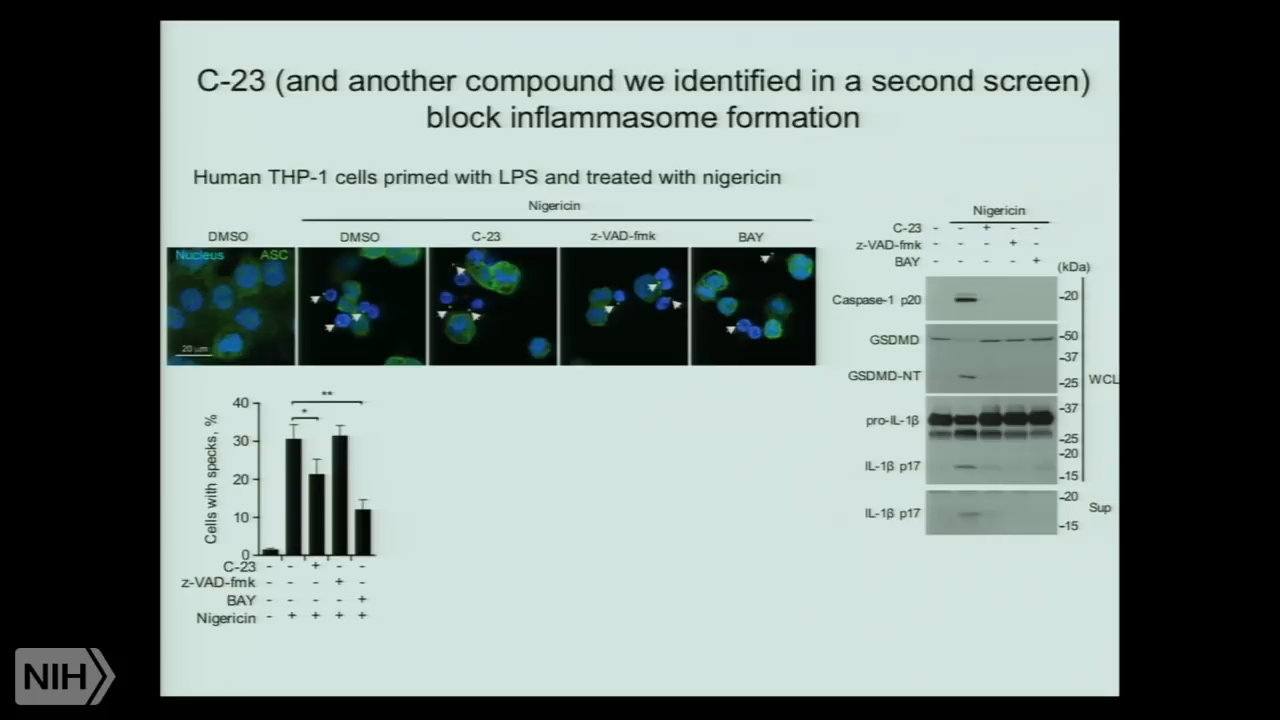 C-23 (and another compound we identified in a second screen)
block inflammasome formation
Human THP-1 cells primed with LPS and treated with nigericin
Nigericin
DMSO DMSO C-23 z-VAD-fmk BAY
Nucleus ASC
20 μm
Cells with specks, %
40
30
20
10
0
* **
C-23 - - + - -
z-VAD-fmk - - - + -
BAY - - - - +
Nigericin - + + + +
Nigericin
C-23 - - + - -
z-VAD-fmk - - - + -
BAY - - - - +
(kDa)
Caspase-1 p20 -20
GSDMD -50
-37
GSDMD-NT -25
WCL
pro-IL-1β -37
-25
-20
IL-1β p17 -15
-20
IL-1β p17 Sup
-15
NIH